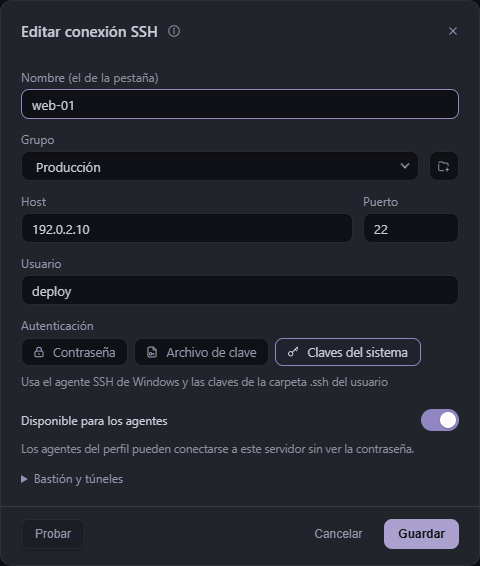 Editar conexión SSH
Nombre (el de la pestaña)
web-01
Grupo
Producción
Host
Puerto
192.0.2.10
22
Usuario
deploy
Autenticación
Contraseña
Archivo de clave
Claves del sistema
Usa el agente SSH de Windows y las claves de la carpeta .ssh del usuario
Disponible para los agentes
Los agentes del perfil pueden conectarse a este servidor sin ver la contraseña.
Bastión y túneles
Probar
Cancelar
Guardar